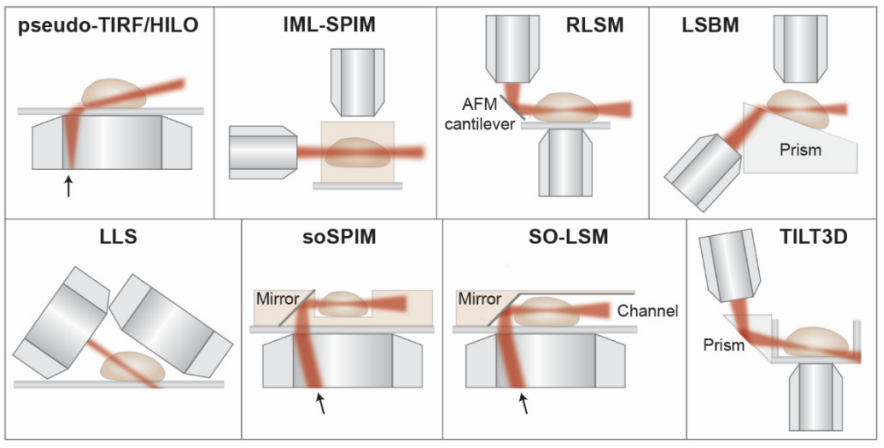 pseudo-TIRF/HILO
IML-SPIM
RLSM
AFM
cantilever
LSBM
Prism
LLS
soSPIM
Mirror
SO-LSM
Mirror
Channel
TILT3D
Prism